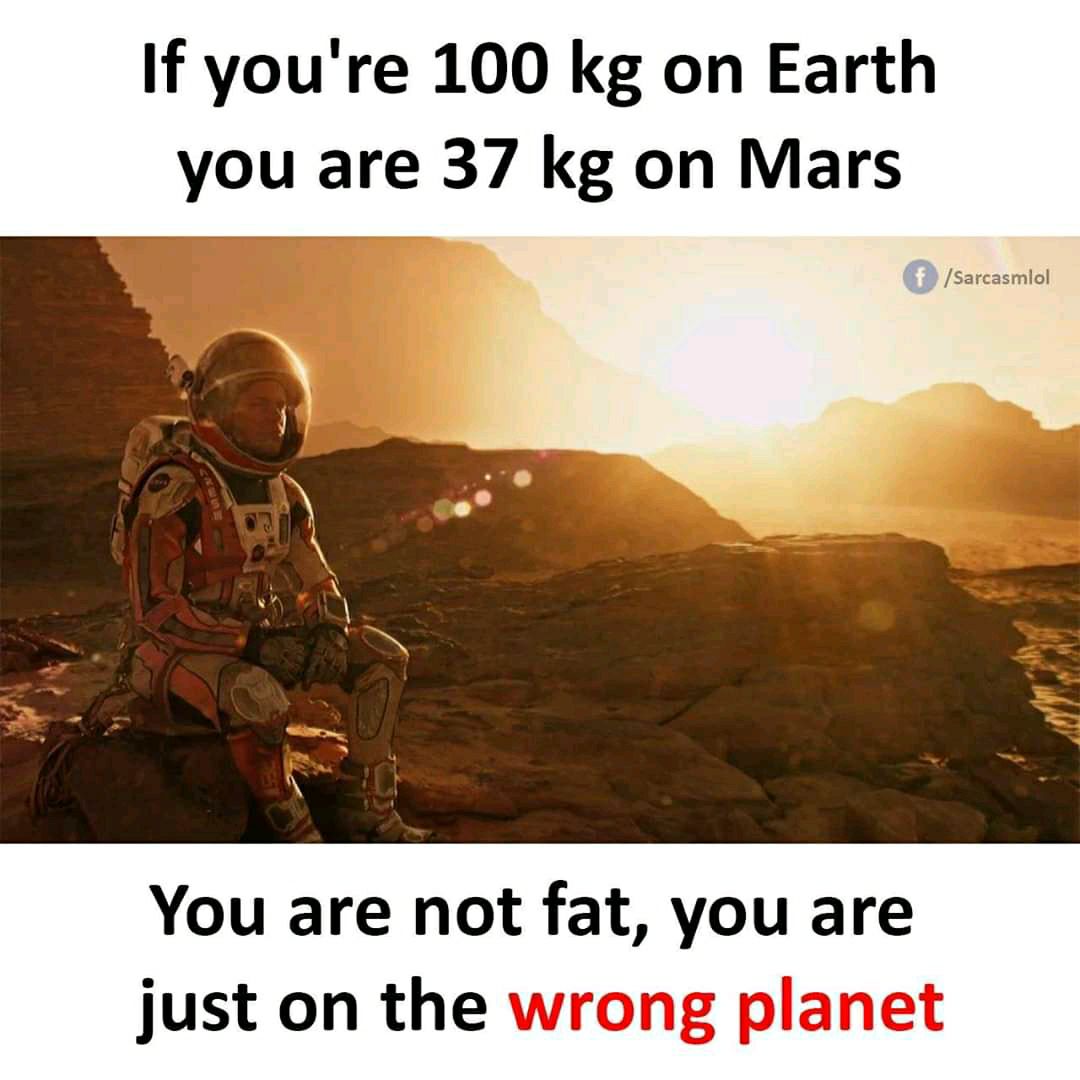 If you're 100 kg on Earth
you are 37 kg on Mars
f /Sarcasmlol
You are not fat, you are
just on the wrong planet